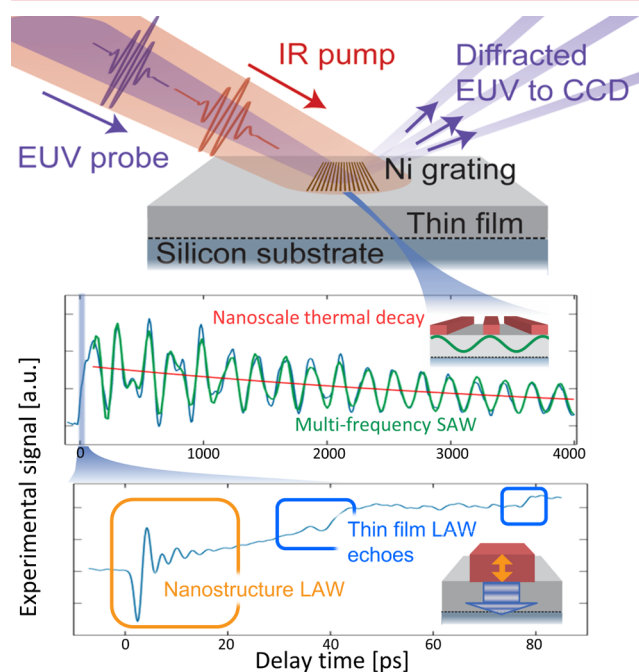 IR pump
Diffracted
EUV to CCD
EUV probe
Ni grating
Thin film
Silicon substrate
Nanoscale thermal decay
Multi-frequency SAW
0 1000 2000 3000 4000
Experimental signal [a.u.]
Thin film LAW
echoes
Nanostructure LAW
0 20 40 60 80
Delay time [ps]